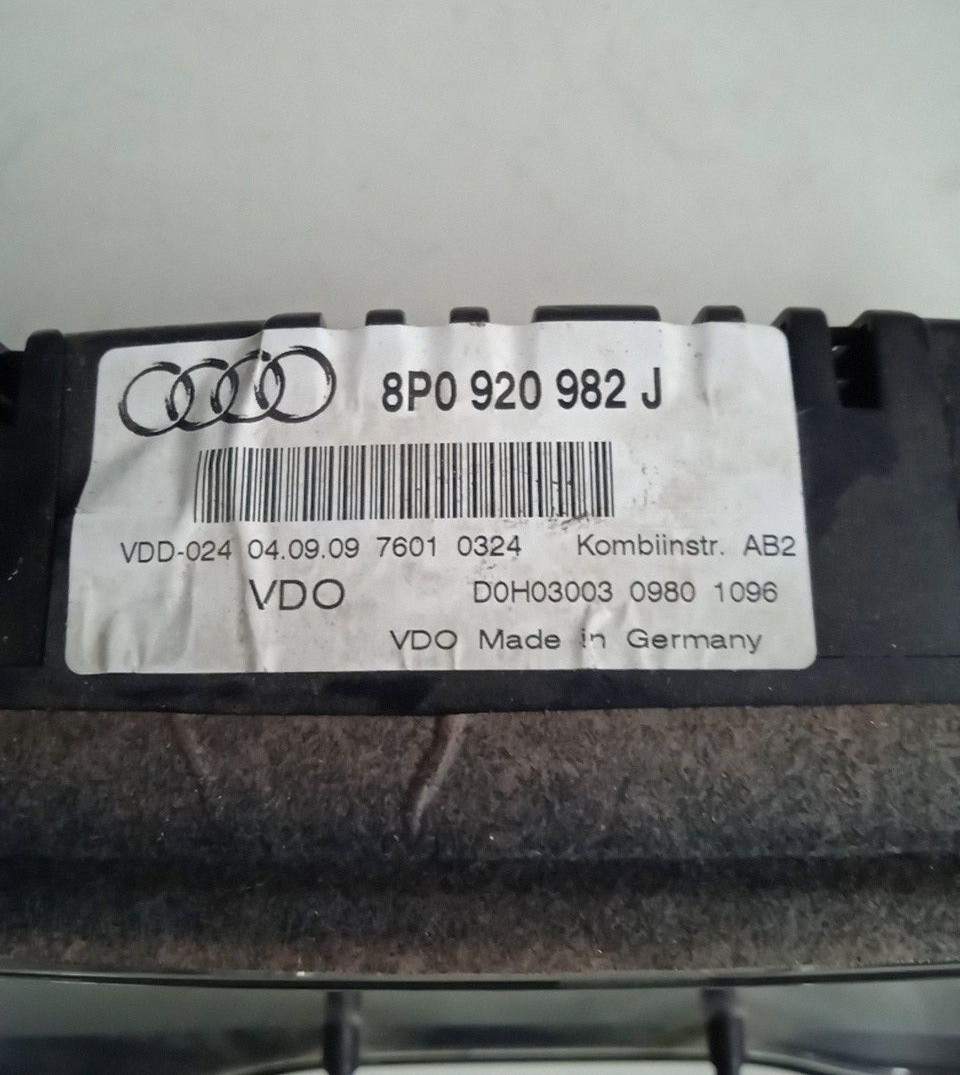 8P0 920 982 J
VDD-024 04.09.09 7601 0324 Kombiinstr. AB2
VDO D0H03003 0980 1096
VDO Made in Germany